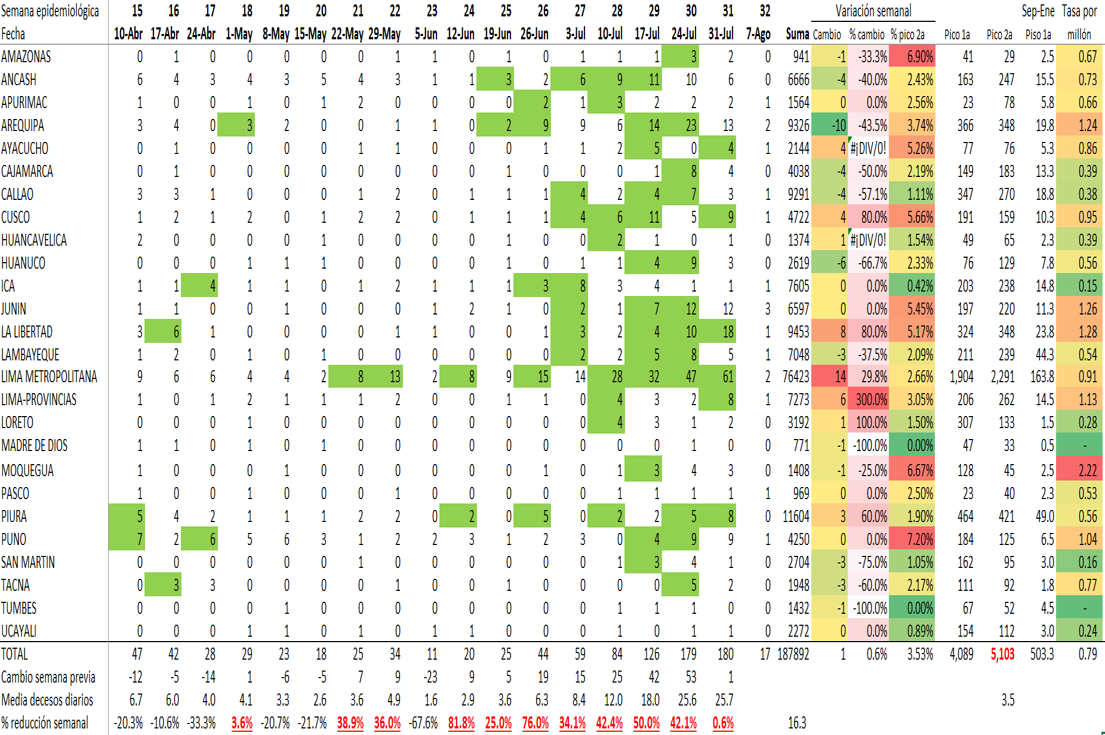 Semana epidemiológica 15 16 17 18 19 20 21 22 23 24 25 26 27 28 29 30 31 32 Variación semanal Sep-Ene Tasa por
Fecha 10-Abr 17-Abr 24-Abr 1-May 8-May 15-May 22-May 29-May 5-Jun 12-Jun 19-Jun 26-Jun 3-Jul 10-Jul 17-Jul 24-Jul 31-Jul 7-Ago Suma Cambio % cambio % pico 2a Pico 1a Pico 2a Piso 1a millón
AMAZONAS 0 1 0 0 0 0 0 1 1 1 0 0 1 1 1 3 2 0 941 -1 -33.3% 6.90% 41 29 2.5 0.67
ANCASH 6 4 3 4 3 5 4 3 1 1 3 2 6 9 11 10 6 0 6666 -4 -40.0% 2.43% 163 247 15.5 0.73
APURIMAC 1 0 0 1 0 1 2 0 0 0 0 2 1 3 2 2 2 1 1564 0 0.0% 2.56% 23 78 5.8 0.66
AREQUIPA 3 4 0 3 2 0 0 1 1 0 2 9 9 6 14 23 13 2 9326 -10 -43.5% 3.74% 366 348 19.8 1.24
AYACUCHO 0 1 0 0 0 0 1 0 0 0 0 1 1 2 5 0 4 1 2144 4 #¡DIV/0! 5.26% 77 76 5.3 0.86
CAJAMARCA 0 1 0 0 0 0 0 0 0 0 1 0 0 0 1 8 4 0 4038 -4 -50.0% 2.19% 149 183 13.3 0.39
CALLAO 3 3 1 0 0 0 1 2 0 1 1 1 4 2 4 7 3 1 9291 -4 -57.1% 1.11% 347 270 18.8 0.38
CUSCO 1 2 1 2 0 1 2 2 0 1 1 1 4 6 11 5 9 1 4722 4 80.0% 5.66% 191 159 10.3 0.95
HUANCAVELICA 2 0 0 0 0 1 0 0 0 0 1 0 0 2 1 0 1 0 1374 1 #¡DIV/0! 1.54% 49 65 2.3 0.39
HUANUCO 0 0 0 1 1 1 0 0 0 0 1 0 0 1 4 9 3 0 2619 -6 -66.7% 2.33% 76 129 7.8 0.56
ICA 1 1 4 1 1 0 1 2 1 1 1 3 8 3 4 1 1 1 7605 0 0.0% 0.42% 203 238 14.8 0.15
JUNIN 1 1 0 0 1 0 0 0 1 2 1 0 2 1 7 12 12 3 6597 0 0.0% 5.45% 197 220 11.3 1.26
LA LIBERTAD 3 6 1 0 0 0 0 1 1 0 0 1 3 2 4 10 18 1 9453 8 80.0% 5.17% 324 348 23.8 1.28
LAMBAYEQUE 1 2 0 1 0 1 0 0 0 0 0 0 2 2 5 8 5 1 7048 -3 -37.5% 2.09% 211 239 44.3 0.54
LIMA METROPOLITANA 9 6 6 4 4 2 8 13 2 8 9 15 14 28 32 47 61 2 76423 14 29.8% 2.66% 1,904 2,291 163.8 0.91
LIMA-PROVINCIAS 0 0 1 2 1 1 1 2 0 0 1 1 0 4 3 2 8 1 7273 6 300.0% 3.05% 206 262 14.5 1.13
LORETO 0 0 0 1 0 0 0 0 0 0 0 0 0 4 3 1 2 0 3192 1 100.0% 1.50% 307 133 1.5 0.28
MADRE DE DIOS 1 1 0 1 0 1 0 0 0 0 0 0 0 0 0 1 0 0 771 -1 -100.0% 0.00% 47 33 0.5 -
MOQUEGUA 1 0 0 0 1 0 0 0 0 0 0 1 0 1 3 4 3 0 1408 -1 -25.0% 6.67% 128 45 2.5 2.22
PASCO 1 0 0 0 0 0 0 1 0 0 0 0 0 1 1 1 1 1 969 0 0.0% 2.50% 23 40 2.3 0.53
PIURA 5 4 2 1 1 1 2 2 0 2 0 5 0 2 2 5 8 0 11604 3 60.0% 1.90% 464 421 49.0 0.56
PUNO 7 2 6 5 6 3 1 2 2 3 1 2 3 0 4 9 9 1 4250 0 0.0% 7.20% 184 125 6.5 1.04
SAN MARTIN 0 0 0 0 0 0 1 0 0 0 0 0 0 1 3 4 1 0 2704 -3 -75.0% 1.05% 162 95 3.0 0.16
TACNA 0 3 3 0 0 0 0 1 0 0 1 0 0 0 0 5 2 0 1948 -3 -60.0% 2.17% 111 92 1.8 0.77
TUMBES 0 0 0 0 1 0 0 0 0 0 0 0 0 1 1 1 0 0 1432 -1 -100.0% 0.00% 67 52 4.5 -
UCAYALI 0 0 0 1 1 0 1 0 1 1 0 0 0 1 0 1 1 0 2272 0 0.0% 0.89% 154 112 3.0 0.24
TOTAL 47 42 28 29 23 18 25 34 11 20 25 44 59 84 126 179 180 17 187892 1 0.6% 3.53% 4,089 5,103 503.3 0.79
Cambio semana previa -12 -5 -14 1 -6 -5 7 9 -23 9 5 19 15 25 42 53 1
Media decesos diarios 6.7 6.0 4.0 4.1 3.3 2.6 3.6 4.9 1.6 2.9 3.6 6.3 8.4 12.0 18.0 25.6 25.7 3.5
% reducción semanal -20.3% -10.6% -33.3% 3.6% -20.7% -21.7% 38.9% 36.0% -67.6% 81.8% 25.0% 76.0% 34.1% 42.4% 50.0% 42.1% 0.6% 16.3